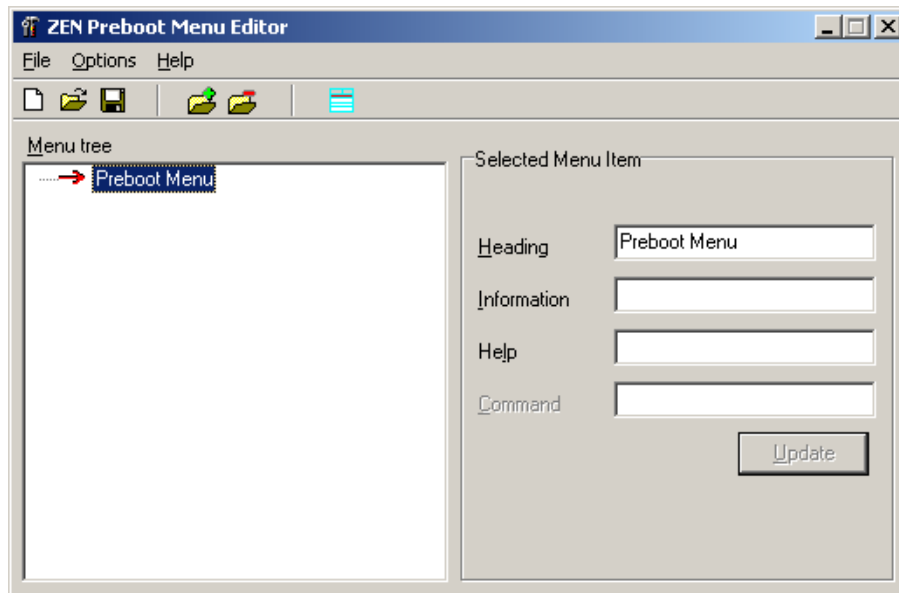 ZEN Preboot Menu Editor
File Options Help
Menu tree
Preboot Menu
Selected Menu Item
Heading Preboot Menu
Information
Help
Command
Update